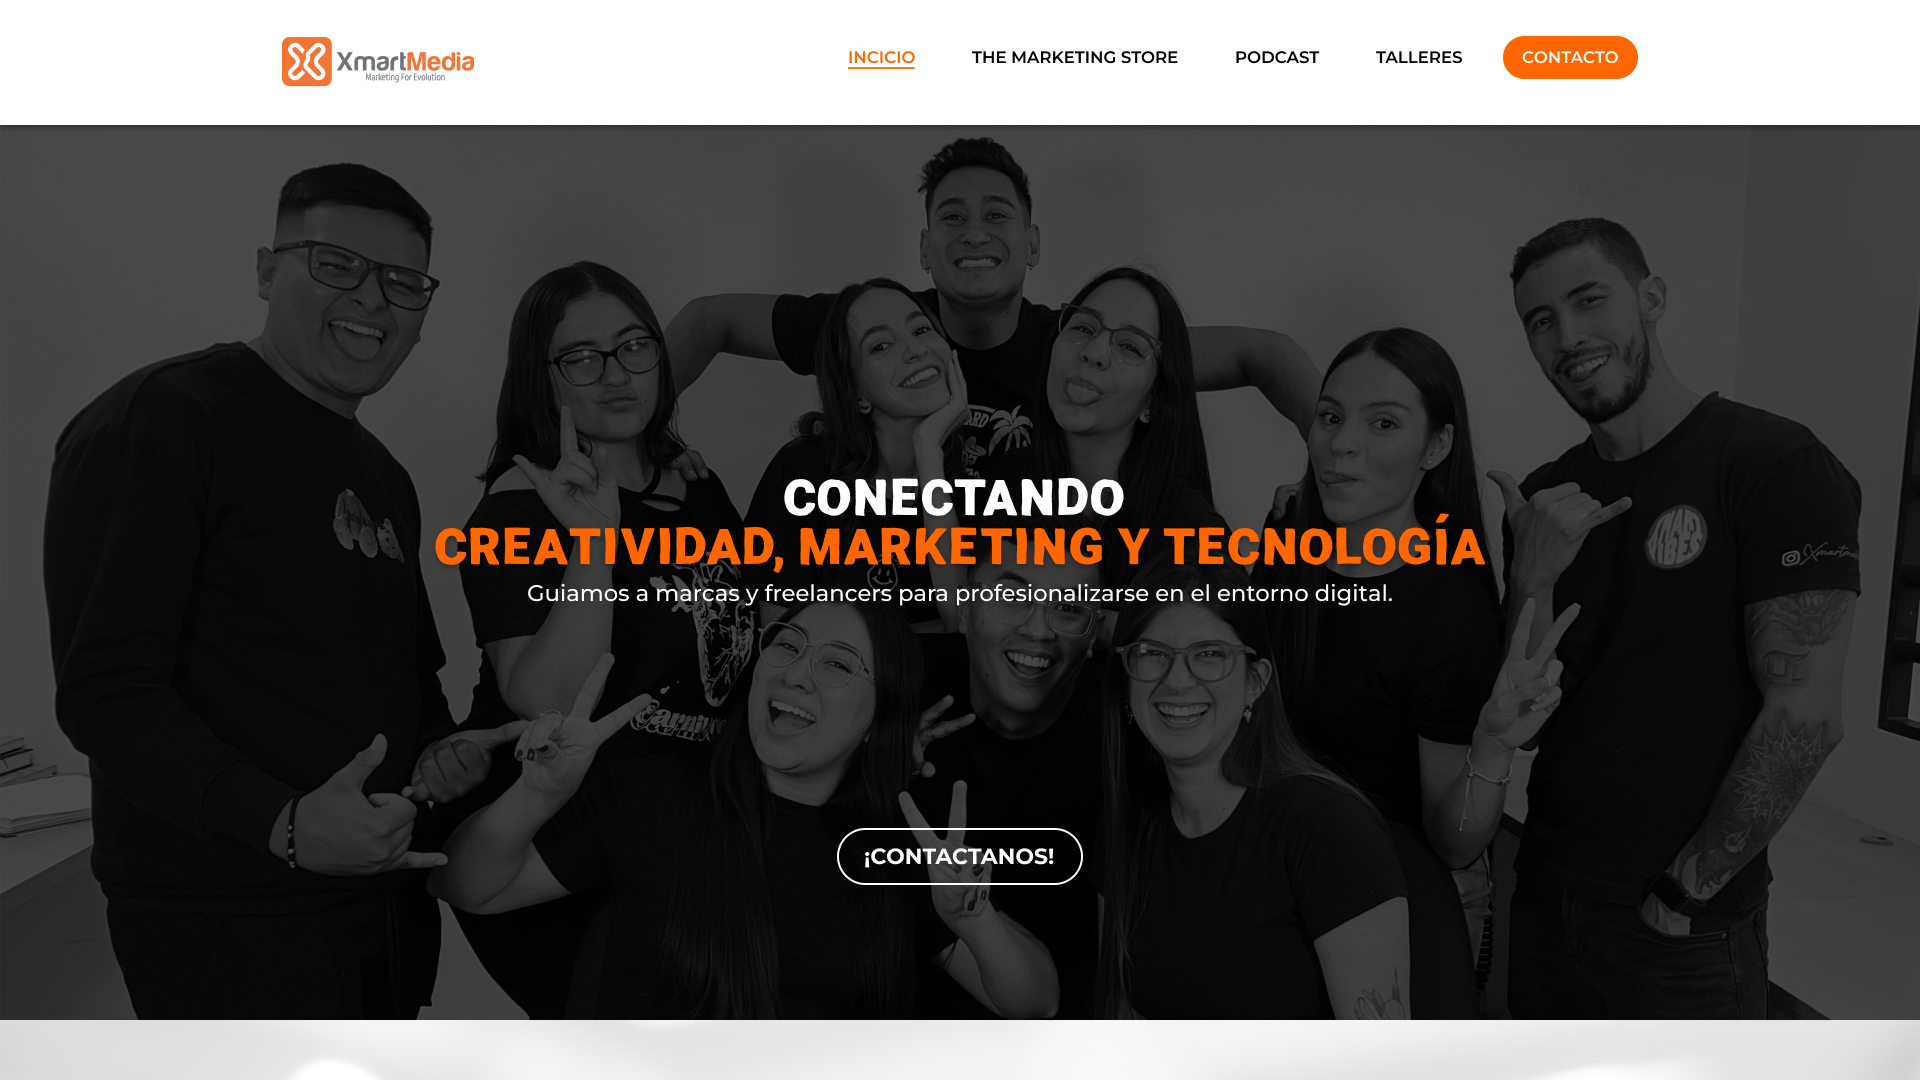 XmartMedia
Marketing For Evolution
INCICIO
THE MARKETING STORE
PODCAST
TALLERES
CONTACTO
CONECTANDO
CREATIVIDAD, MARKETING Y TECNOLOGÍA
Guiamos a marcas y freelancers para profesionalizarse en el entorno digital.
¡CONTACTANOS!